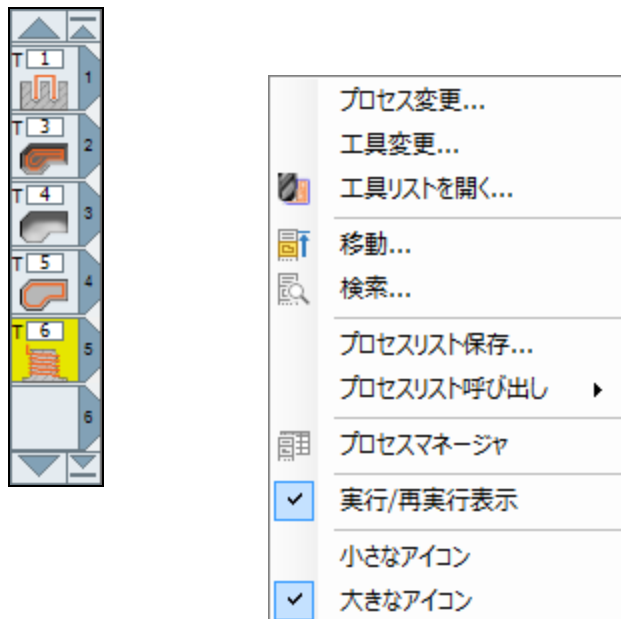 T 1
1
T 3
2
T 4
3
T 5
4
T 6
5
6
プロセス変更...
工具変更...
工具リストを開く...
移動...
検索...
プロセスリスト保存...
プロセスリスト呼び出し
プロセスマネージャ
実行/再実行表示
小さなアイコン
大きなアイコン